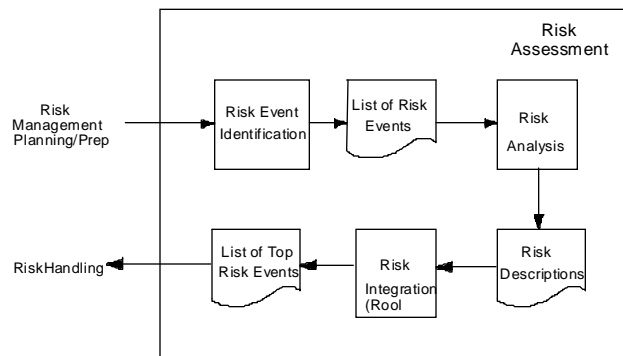 Risk
Assessment
Risk
Management
Planning/Prep
Risk Event
Identification
List of Risk
Events
Risk
Analysis
RiskHandling
List of Top
Risk Events
Risk
Integration
(Rool
Risk
Descriptions